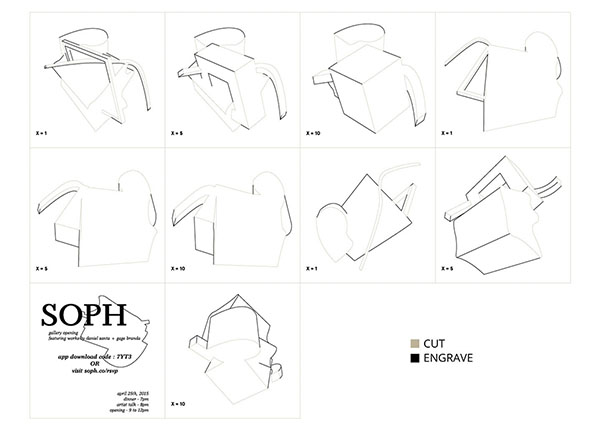 X = 1
X = 5
X = 10
X = 1
X = 5
X = 10
X = 1
X = 5
SOPH
gallery opening
featuring works by daniel santa + gage branda
app download code : 7YT3
OR
visit soph.co/rsvp
april 25th, 2015
dinner - 7pm
artist talk - 8pm
opening - 9 to 12pm
X = 10
CUT
ENGRAVE